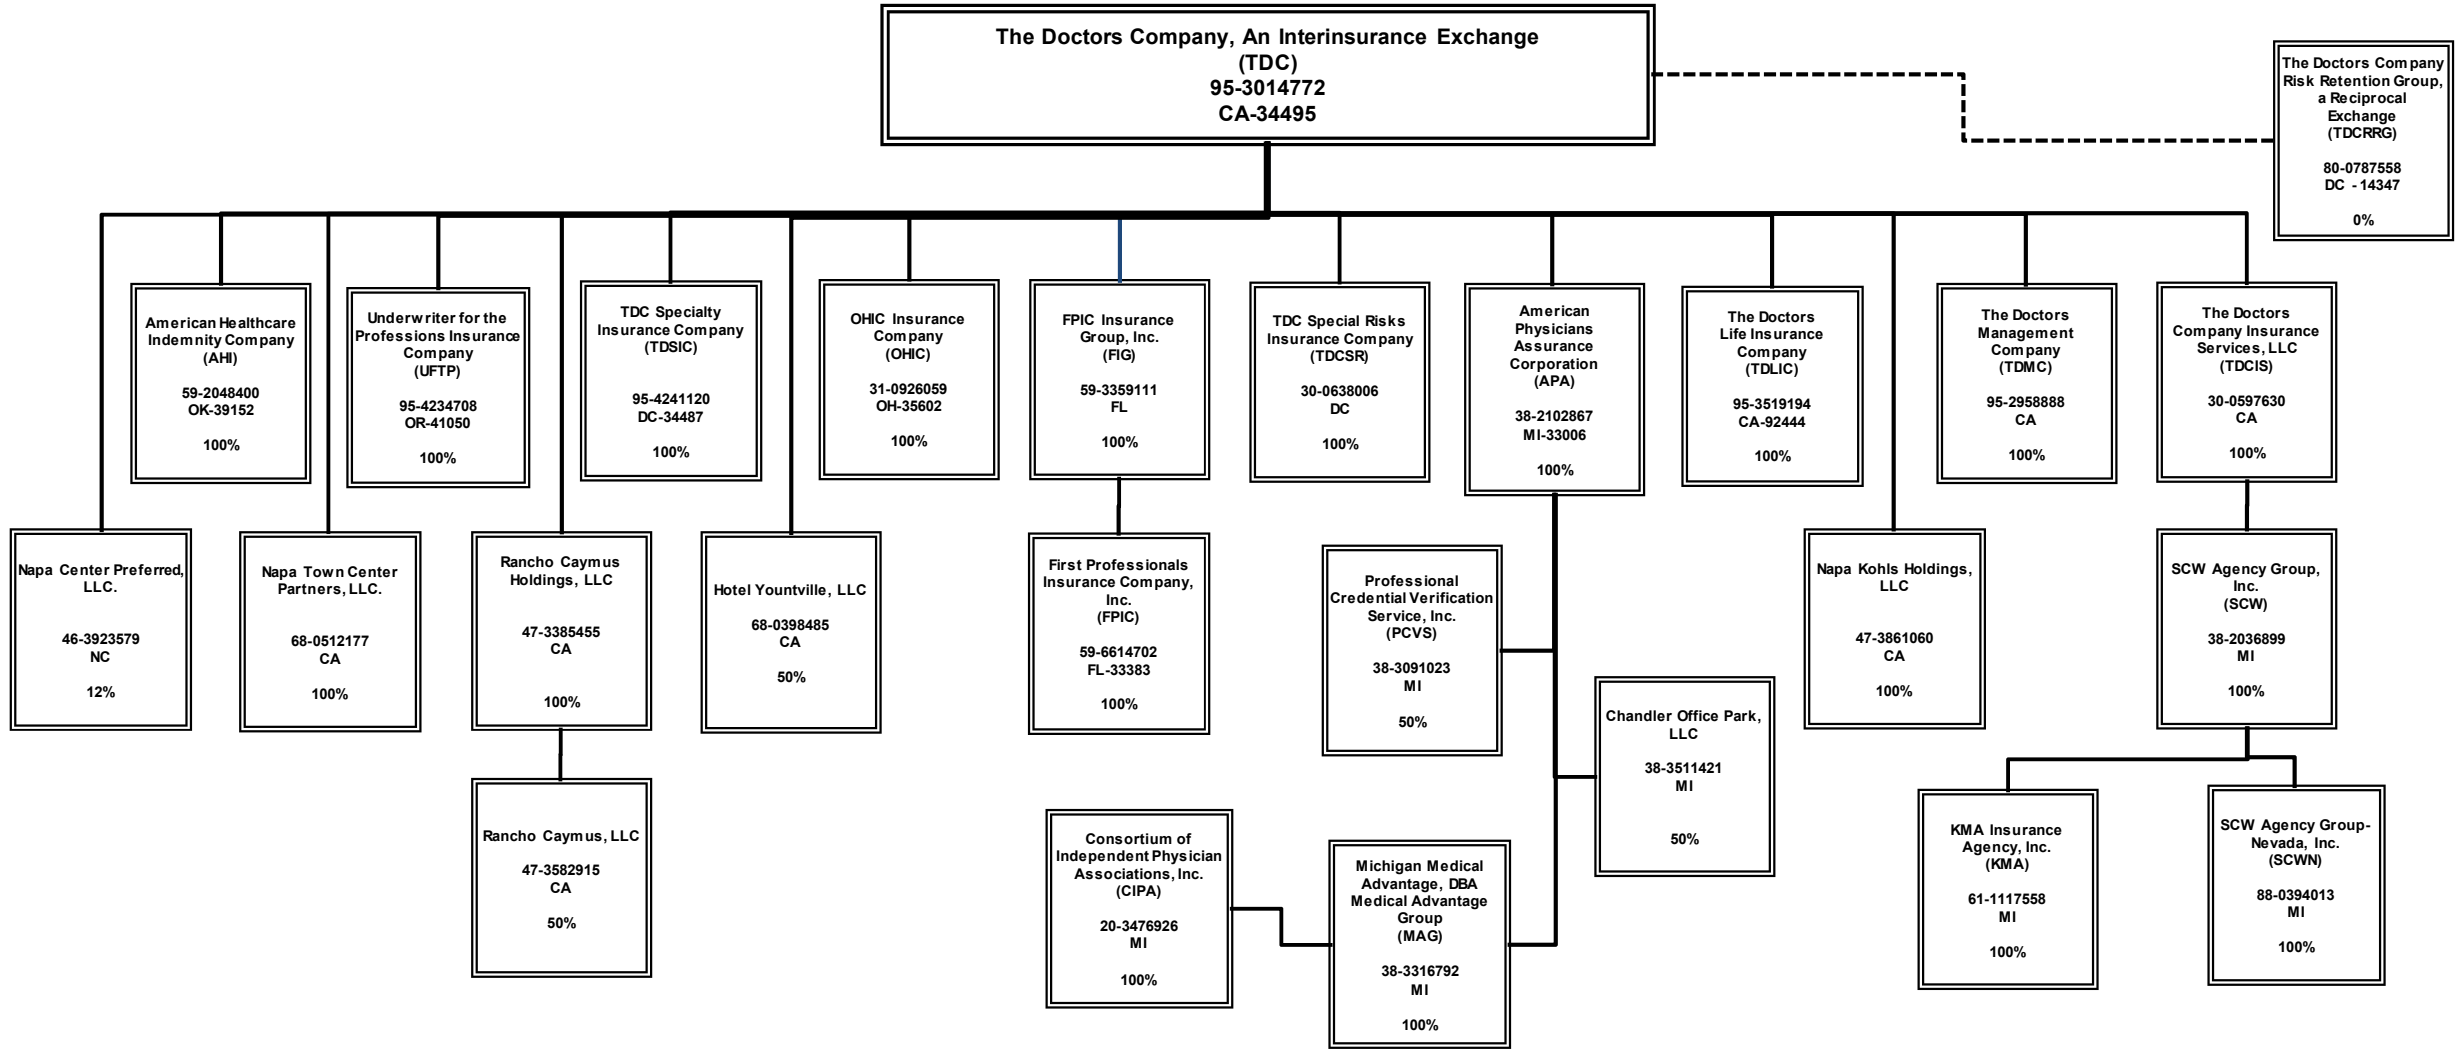 The Doctors Company, An Interinsurance Exchange
(TDC)
95-3014772
CA-34495
The Doctors Company
Risk Retention Group,
a Reciprocal
Exchange
(TDCRRG)
80-0787558
DC - 14347
0%
American Healthcare
Indemnity Company
(AHI)
59-2048400
OK-39152
100%
Underwriter for the
Professions Insurance
Company
(UFTP)
95-4234708
OR-41050
100%
TDC Specialty
Insurance Company
(TDSIC)
95-4241120
DC-34487
100%
OHIC Insurance
Company
(OHIC)
31-0926059
OH-35602
100%
FPIC Insurance
Group, Inc.
(FIG)
59-3359111
FL
100%
TDC Special Risks
Insurance Company
(TDCSR)
30-0638006
DC
100%
American
Physicians
Assurance
Corporation
(APA)
38-2102867
MI-33006
100%
The Doctors
Life Insurance
Company
(TDLIC)
95-3519194
CA-92444
100%
The Doctors
Management
Company
(TDMC)
95-2958888
CA
100%
The Doctors
Company Insurance
Services, LLC
(TDCIS)
30-0597630
CA
100%
Napa Center Preferred,
LLC.
46-3923579
NC
12%
Napa Town Center
Partners, LLC.
68-0512177
CA
100%
Rancho Caymus
Holdings, LLC
47-3385455
CA
100%
Hotel Yountville, LLC
68-0398485
CA
50%
First Professionals
Insurance Company,
Inc.
(FPIC)
59-6614702
FL-33383
100%
Professional
Credential Verification
Service, Inc.
(PCVS)
38-3091023
MI
50%
Chandler Office Park,
LLC
38-3511421
MI
50%
Napa Kohls Holdings,
LLC
47-3861060
CA
100%
SCW Agency Group,
Inc.
(SCW)
38-2036899
MI
100%
Rancho Caymus, LLC
47-3582915
CA
50%
Consortium of
Independent Physician
Associations, Inc.
(CIPA)
20-3476926
MI
100%
Michigan Medical
Advantage, DBA
Medical Advantage
Group
(MAG)
38-3316792
MI
100%
KMA Insurance
Agency, Inc.
(KMA)
61-1117558
MI
100%
SCW Agency Group-
Nevada, Inc.
(SCWN)
88-0394013
MI
100%